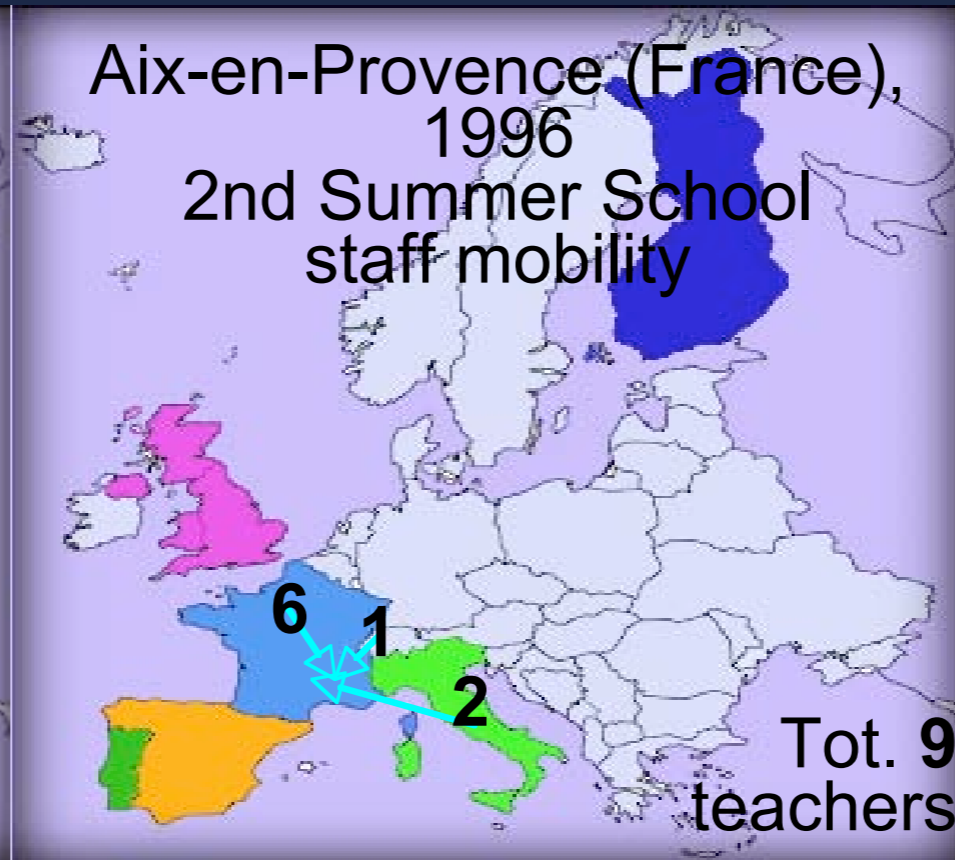 Aix-en-Provence (France),
1996
2nd Summer School
staff mobility
6
1
2
Tot. 9
teachers